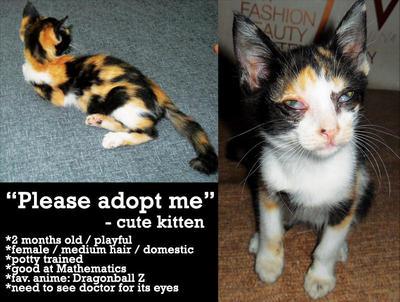 FASHION
BEAUTY
"Please adopt me"
- cute kitten
*2 months old / playful
*female / medium hair / domestic
*potty trained
*good at Mathematics
*fav. anime: Dragonball Z
*need to see doctor for its eyes